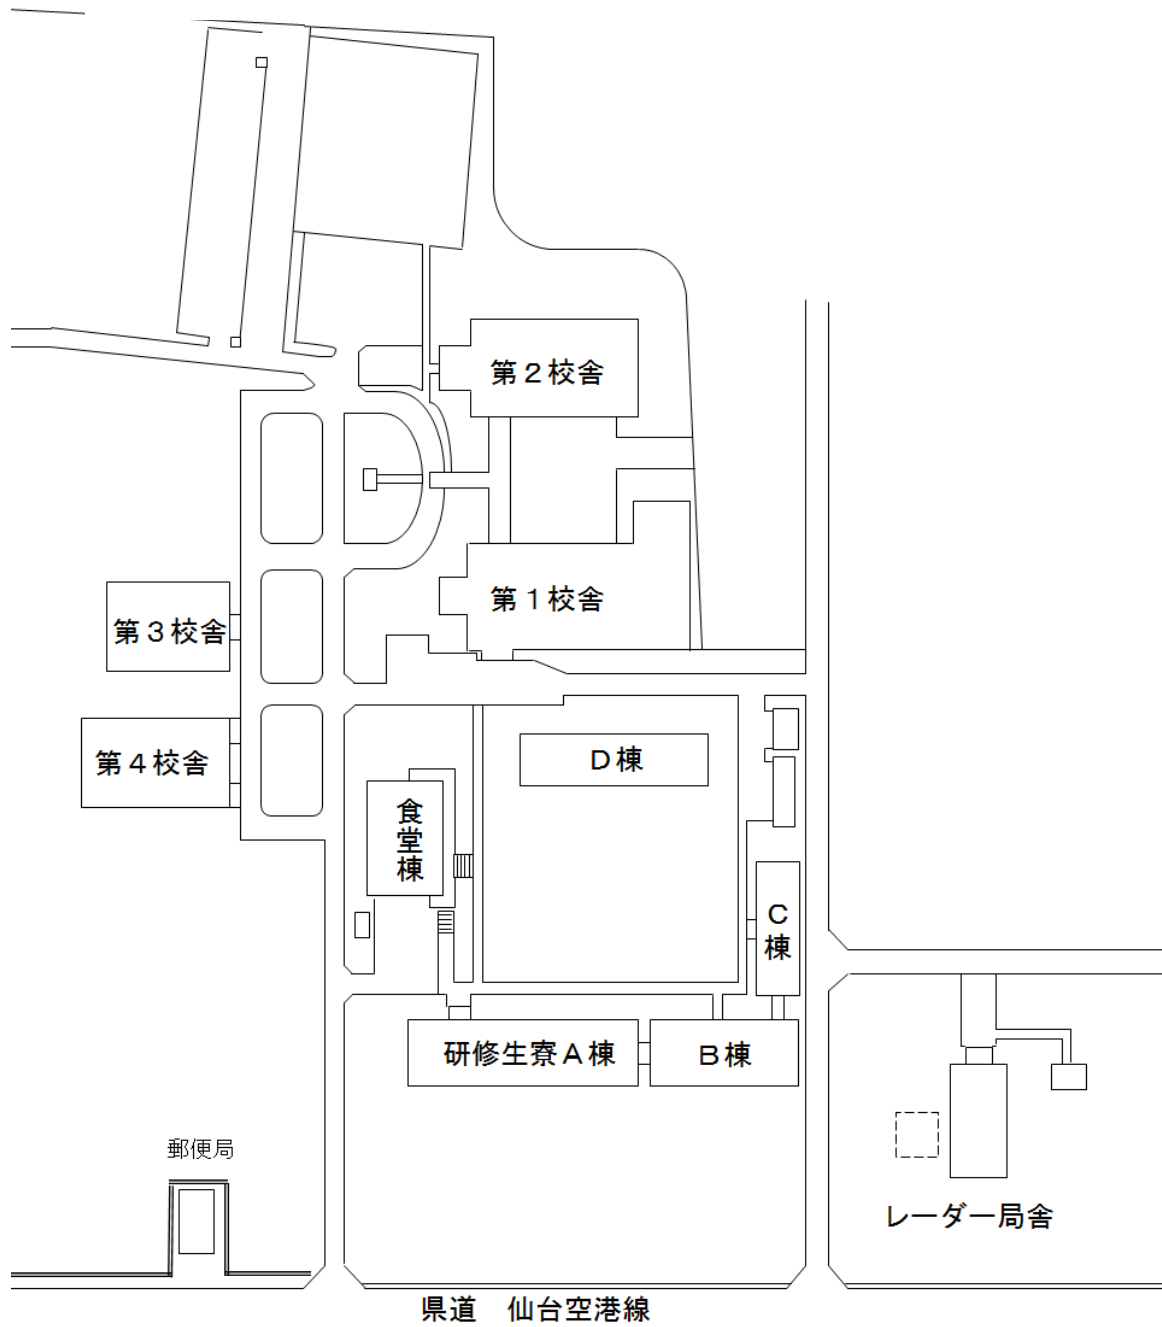 第２校舎
第１校舎
第３校舎
第４校舎
Ｄ棟
食堂棟
Ｃ棟
研修生寮Ａ棟
Ｂ棟
郵便局
レーダー局舎
県道　仙台空港線